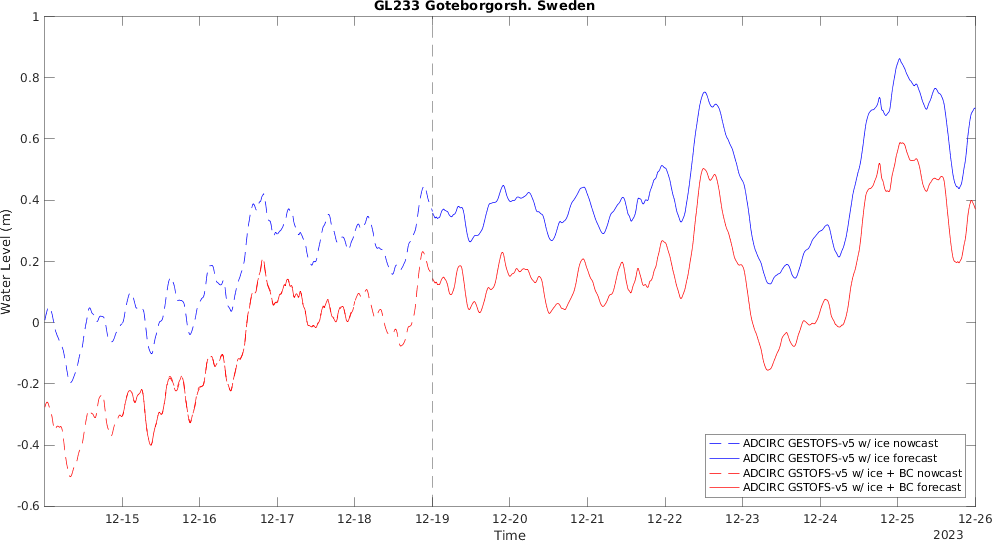 GL233 Goteborgorsh. Sweden
1
0.8
0.6
0.4
0.2
0
-0.2
-0.4
-0.6
Water Level (m)
ADCIRC GESTOFS-v5 w/ ice nowcast
ADCIRC GESTOFS-v5 w/ ice forecast
ADCIRC GSTOFS-v5 w/ ice + BC nowcast
ADCIRC GSTOFS-v5 w/ ice + BC forecast
12-15 12-16 12-17 12-18 12-19 12-20 12-21 12-22 12-23 12-24 12-25 12-26
Time
2023